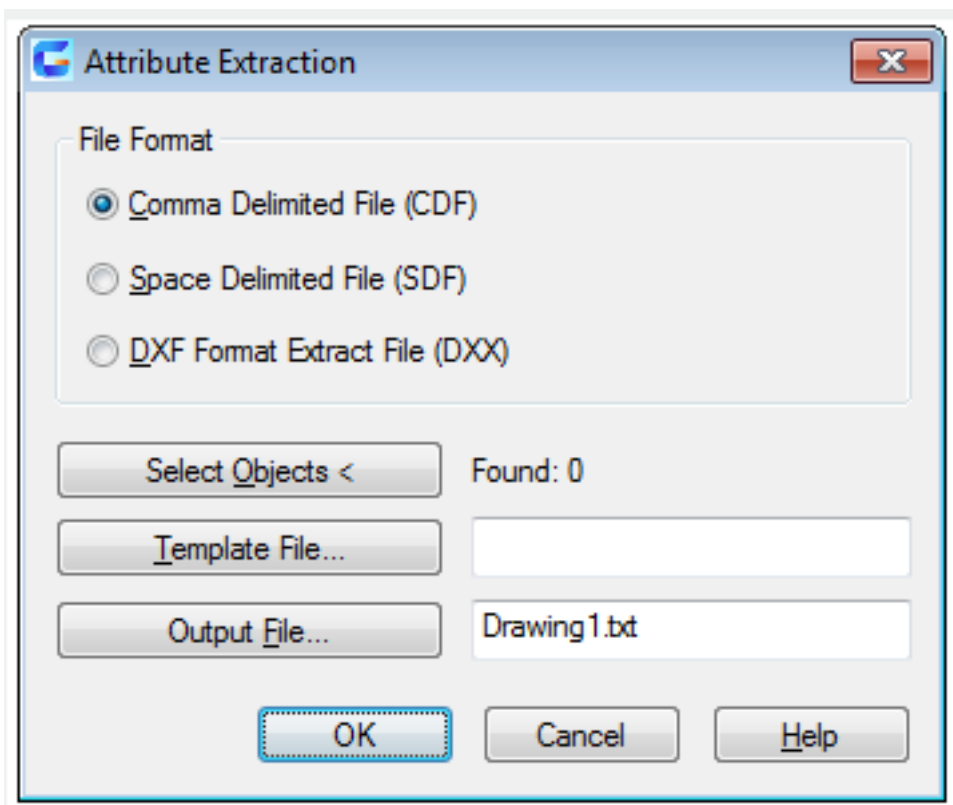 Attribute Extraction
File Format
Comma Delimited File (CDF)
Space Delimited File (SDF)
DXF Format Extract File (DXX)
Select Objects < Found: 0
Template File...
Output File... Drawing1.txt
OK Cancel Help